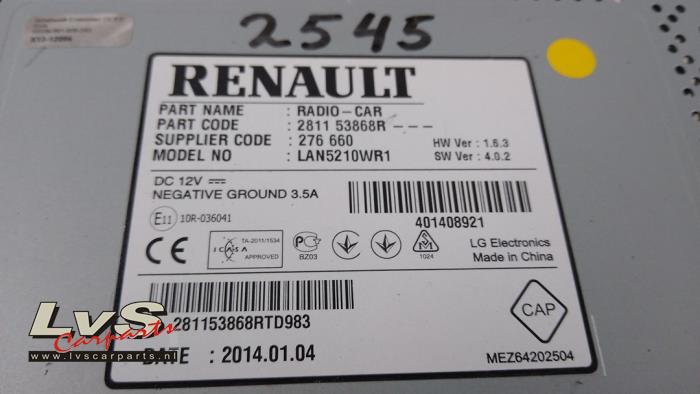 2545
X13-12096
RENAULT
PART NAME : RADIO-CAR
PART CODE : 2811 53868R - - -
SUPPLIER CODE : 276 660
HW Ver : 1.6.3
MODEL NO : LAN5210WR1
SW Ver : 4.0.2
DC 12V
NEGATIVE GROUND 3.5A
401408921
E11 10R-036041
CE
ICASA
TA-2011/1534
APPROVED
BZ03
1024
LG Electronics
Made in China
281153868RTD983
CAP
DATE : 2014.01.04
MEZ64202504
LvS
Carparts
www.lvscarparts.nl